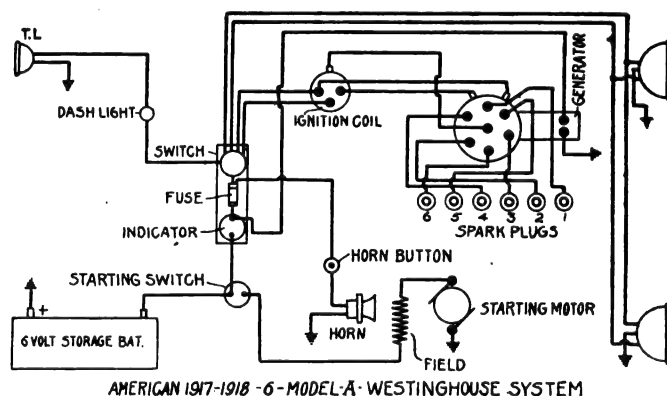 T.L
DASH LIGHT
SWITCH
FUSE
INDICATOR
STARTING SWITCH
+
6 VOLT STORAGE BAT.
IGNITION COIL
GENERATOR
6 5 4 3 2 1
SPARK PLUGS
HORN BUTTON
HORN
FIELD
STARTING MOTOR
AMERICAN 1917-1918 -6-MODEL-A- WESTINGHOUSE SYSTEM